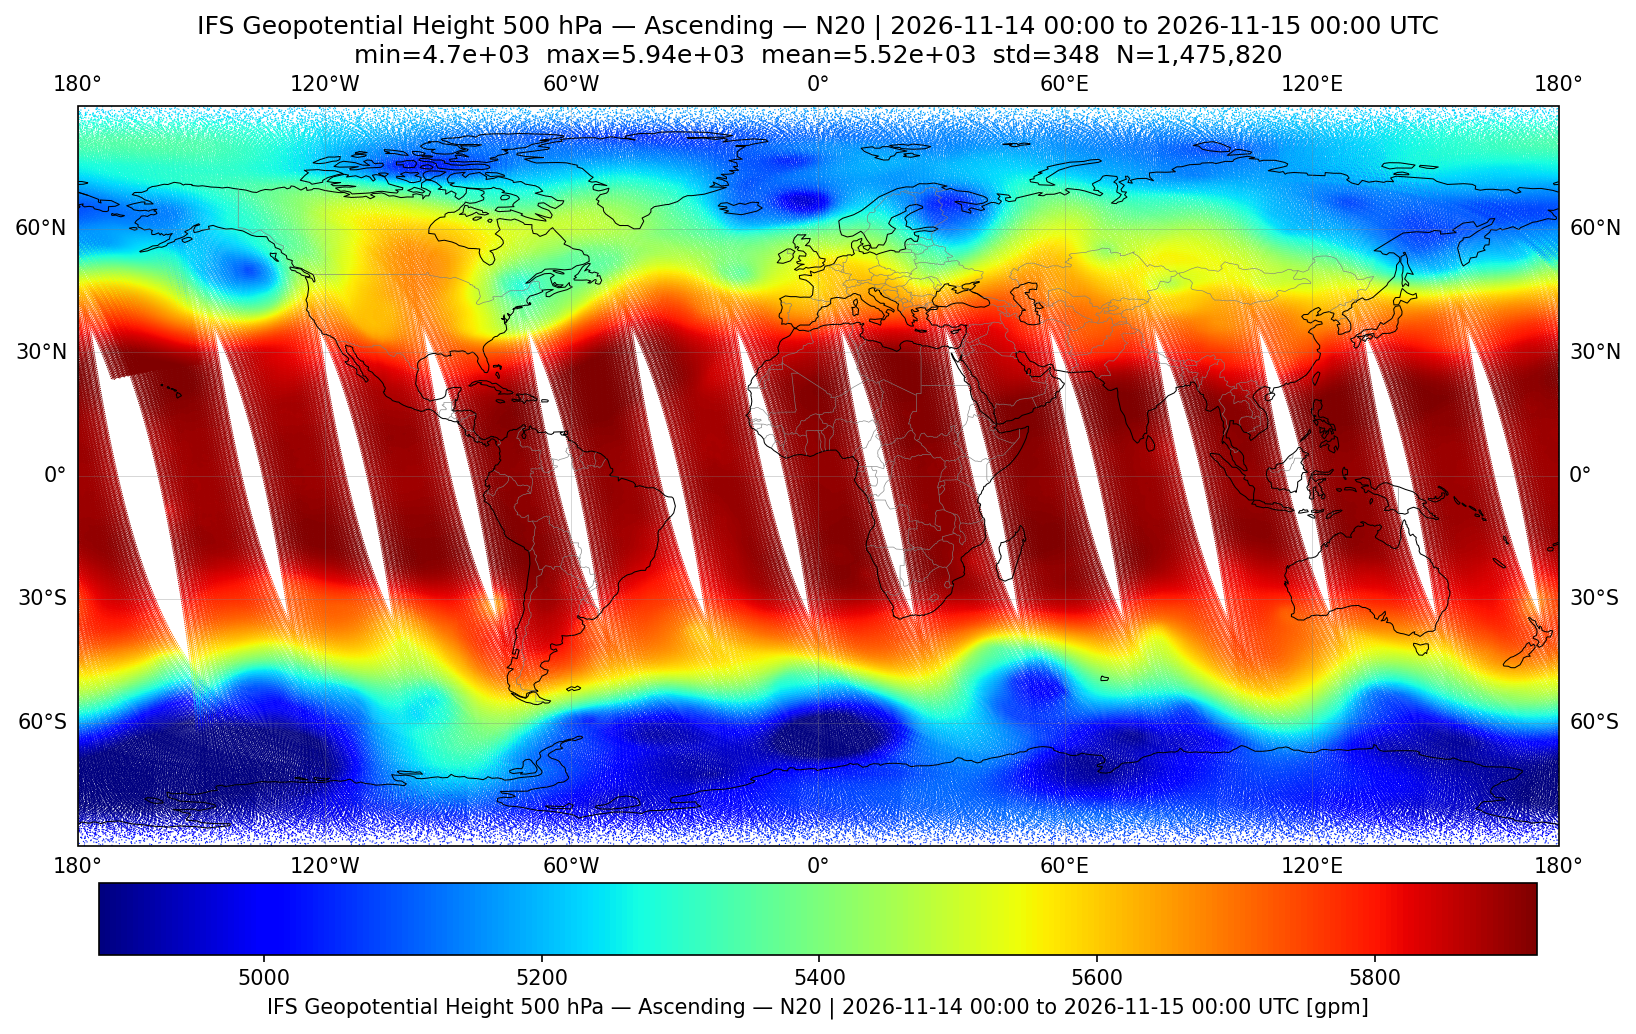 IFS Geopotential Height 500 hPa — Ascending — N20 | 2026-11-14 00:00 to 2026-11-15 00:00 UTC
min=4.7e+03 max=5.94e+03 mean=5.52e+03 std=348 N=1,475,820
180° 120°W 60°W 0° 60°E 120°E 180°
60°N 60°N
30°N 30°N
0° 0°
30°S 30°S
60°S 60°S
180° 120°W 60°W 0° 60°E 120°E 180°
5000 5200 5400 5600 5800
IFS Geopotential Height 500 hPa — Ascending — N20 | 2026-11-14 00:00 to 2026-11-15 00:00 UTC [gpm]